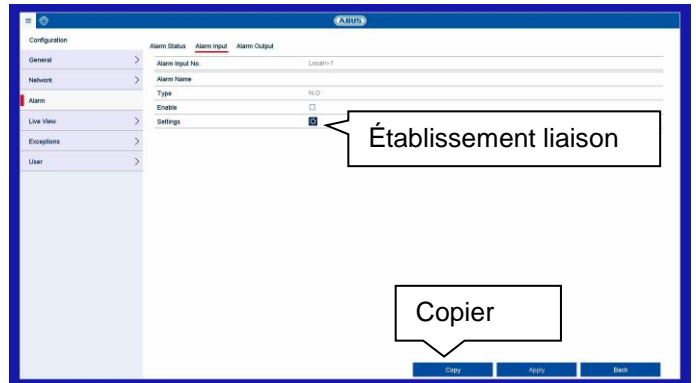 ABUS
Configuration
Alarm Status Alarm Input Alarm Output
General
Alarm Input No. Local<-1
Network
Alarm Name
Type N.O
Alarm
Enable
Live View
Settings
Établissement liaison
Exceptions
User
Copier
Copy Apply Back